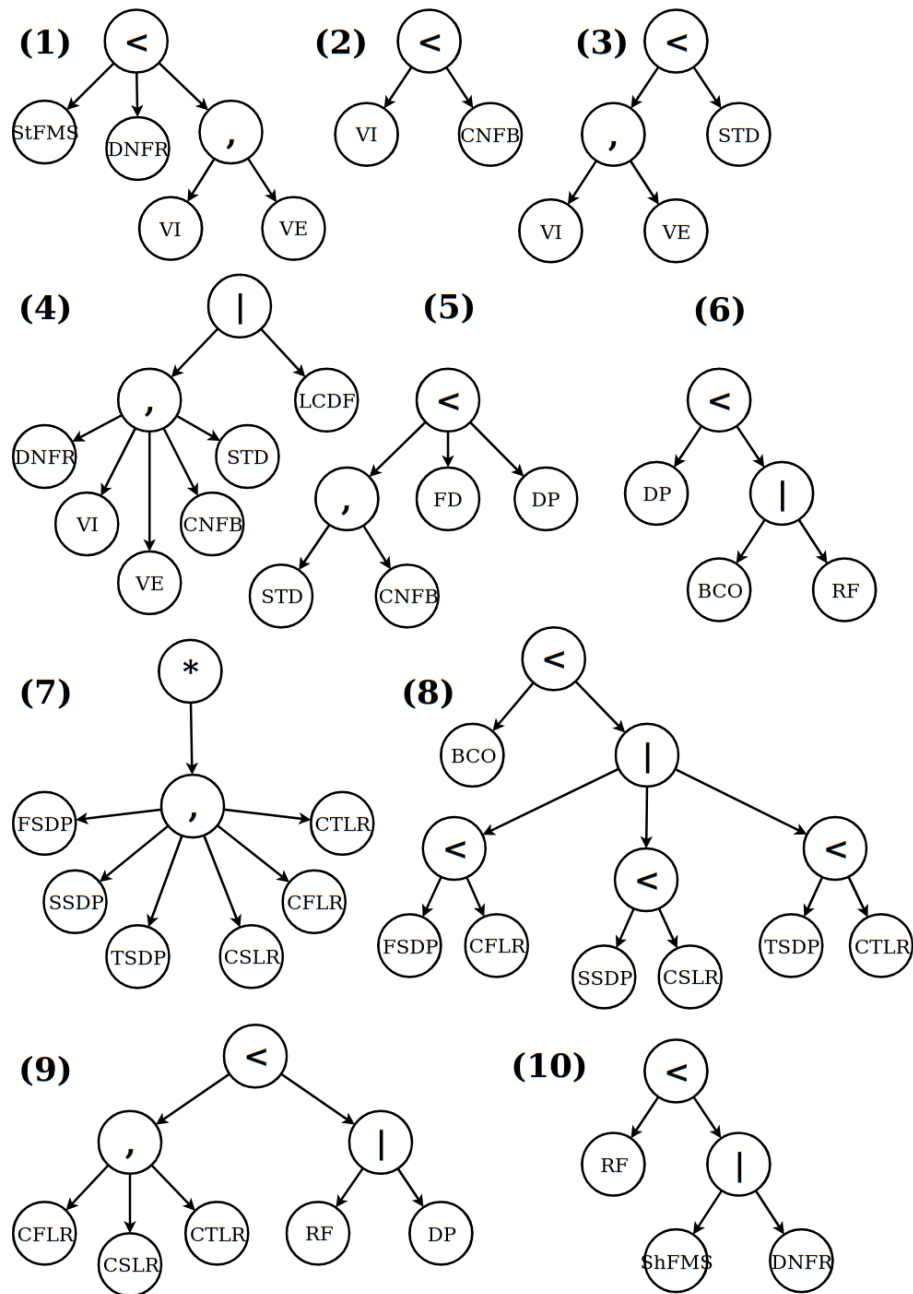 (1) < (2) < (3) <
StFMS DNFR , VI CNFB , STD
VI VE VI VE
(4) | (5) (6)
, LCDF < <
DNFR STD , FD DP DP |
VI CNFB
VE STD CNFB BCO RF
(7) * (8) <
BCO |
, 
FSDP CTLR < < <
SSDP CFLR FSDP CFLR TSDP CTLR
TSDP CSLR SSDP CSLR
(9) < (10) <
, | RF |
CFLR CSLR CTLR RF DP ShFMS DNFR